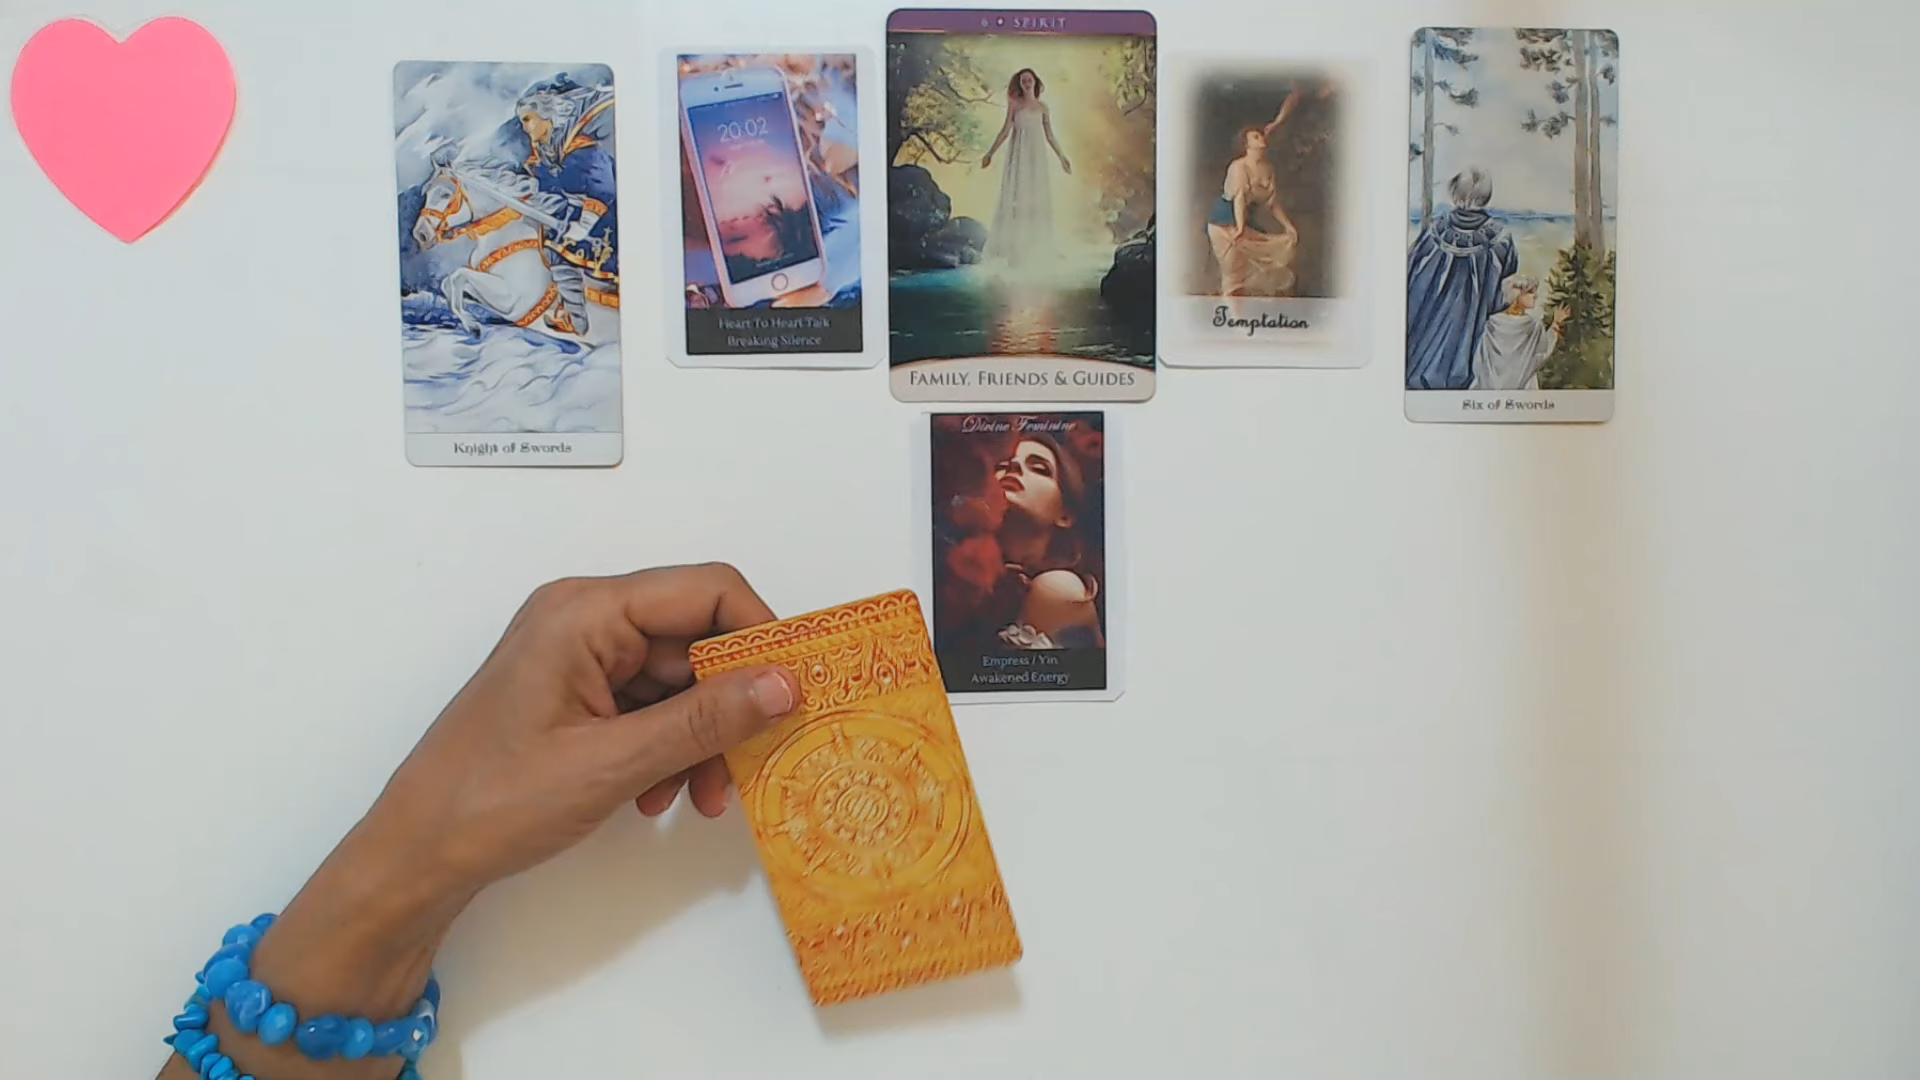 6 • SPIRIT
20:02
Heart To Heart Talk
Breaking Silence
FAMILY, FRIENDS & GUIDES
Temptation
Six of Swords
Knight of Swords
Divine Feminine
Empress / Yin
Awakened Energy